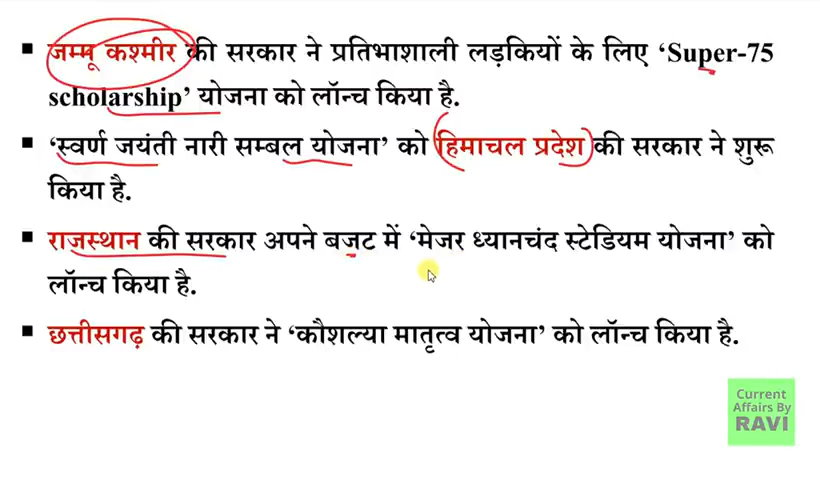 ▪ जम्मू कश्मीर की सरकार ने प्रतिभाशाली लड़कियों के लिए ‘Super-75
scholarship’ योजना को लॉन्च किया है.
▪ ‘स्वर्ण जयंती नारी सम्बल योजना’ को हिमाचल प्रदेश की सरकार ने शुरू
किया है.
▪ राजस्थान की सरकार अपने बजट में ‘मेजर ध्यानचंद स्टेडियम योजना’ को
लॉन्च किया है.
▪ छत्तीसगढ़ की सरकार ने ‘कौशल्या मातृत्व योजना’ को लॉन्च किया है.
Current
Affairs By
RAVI